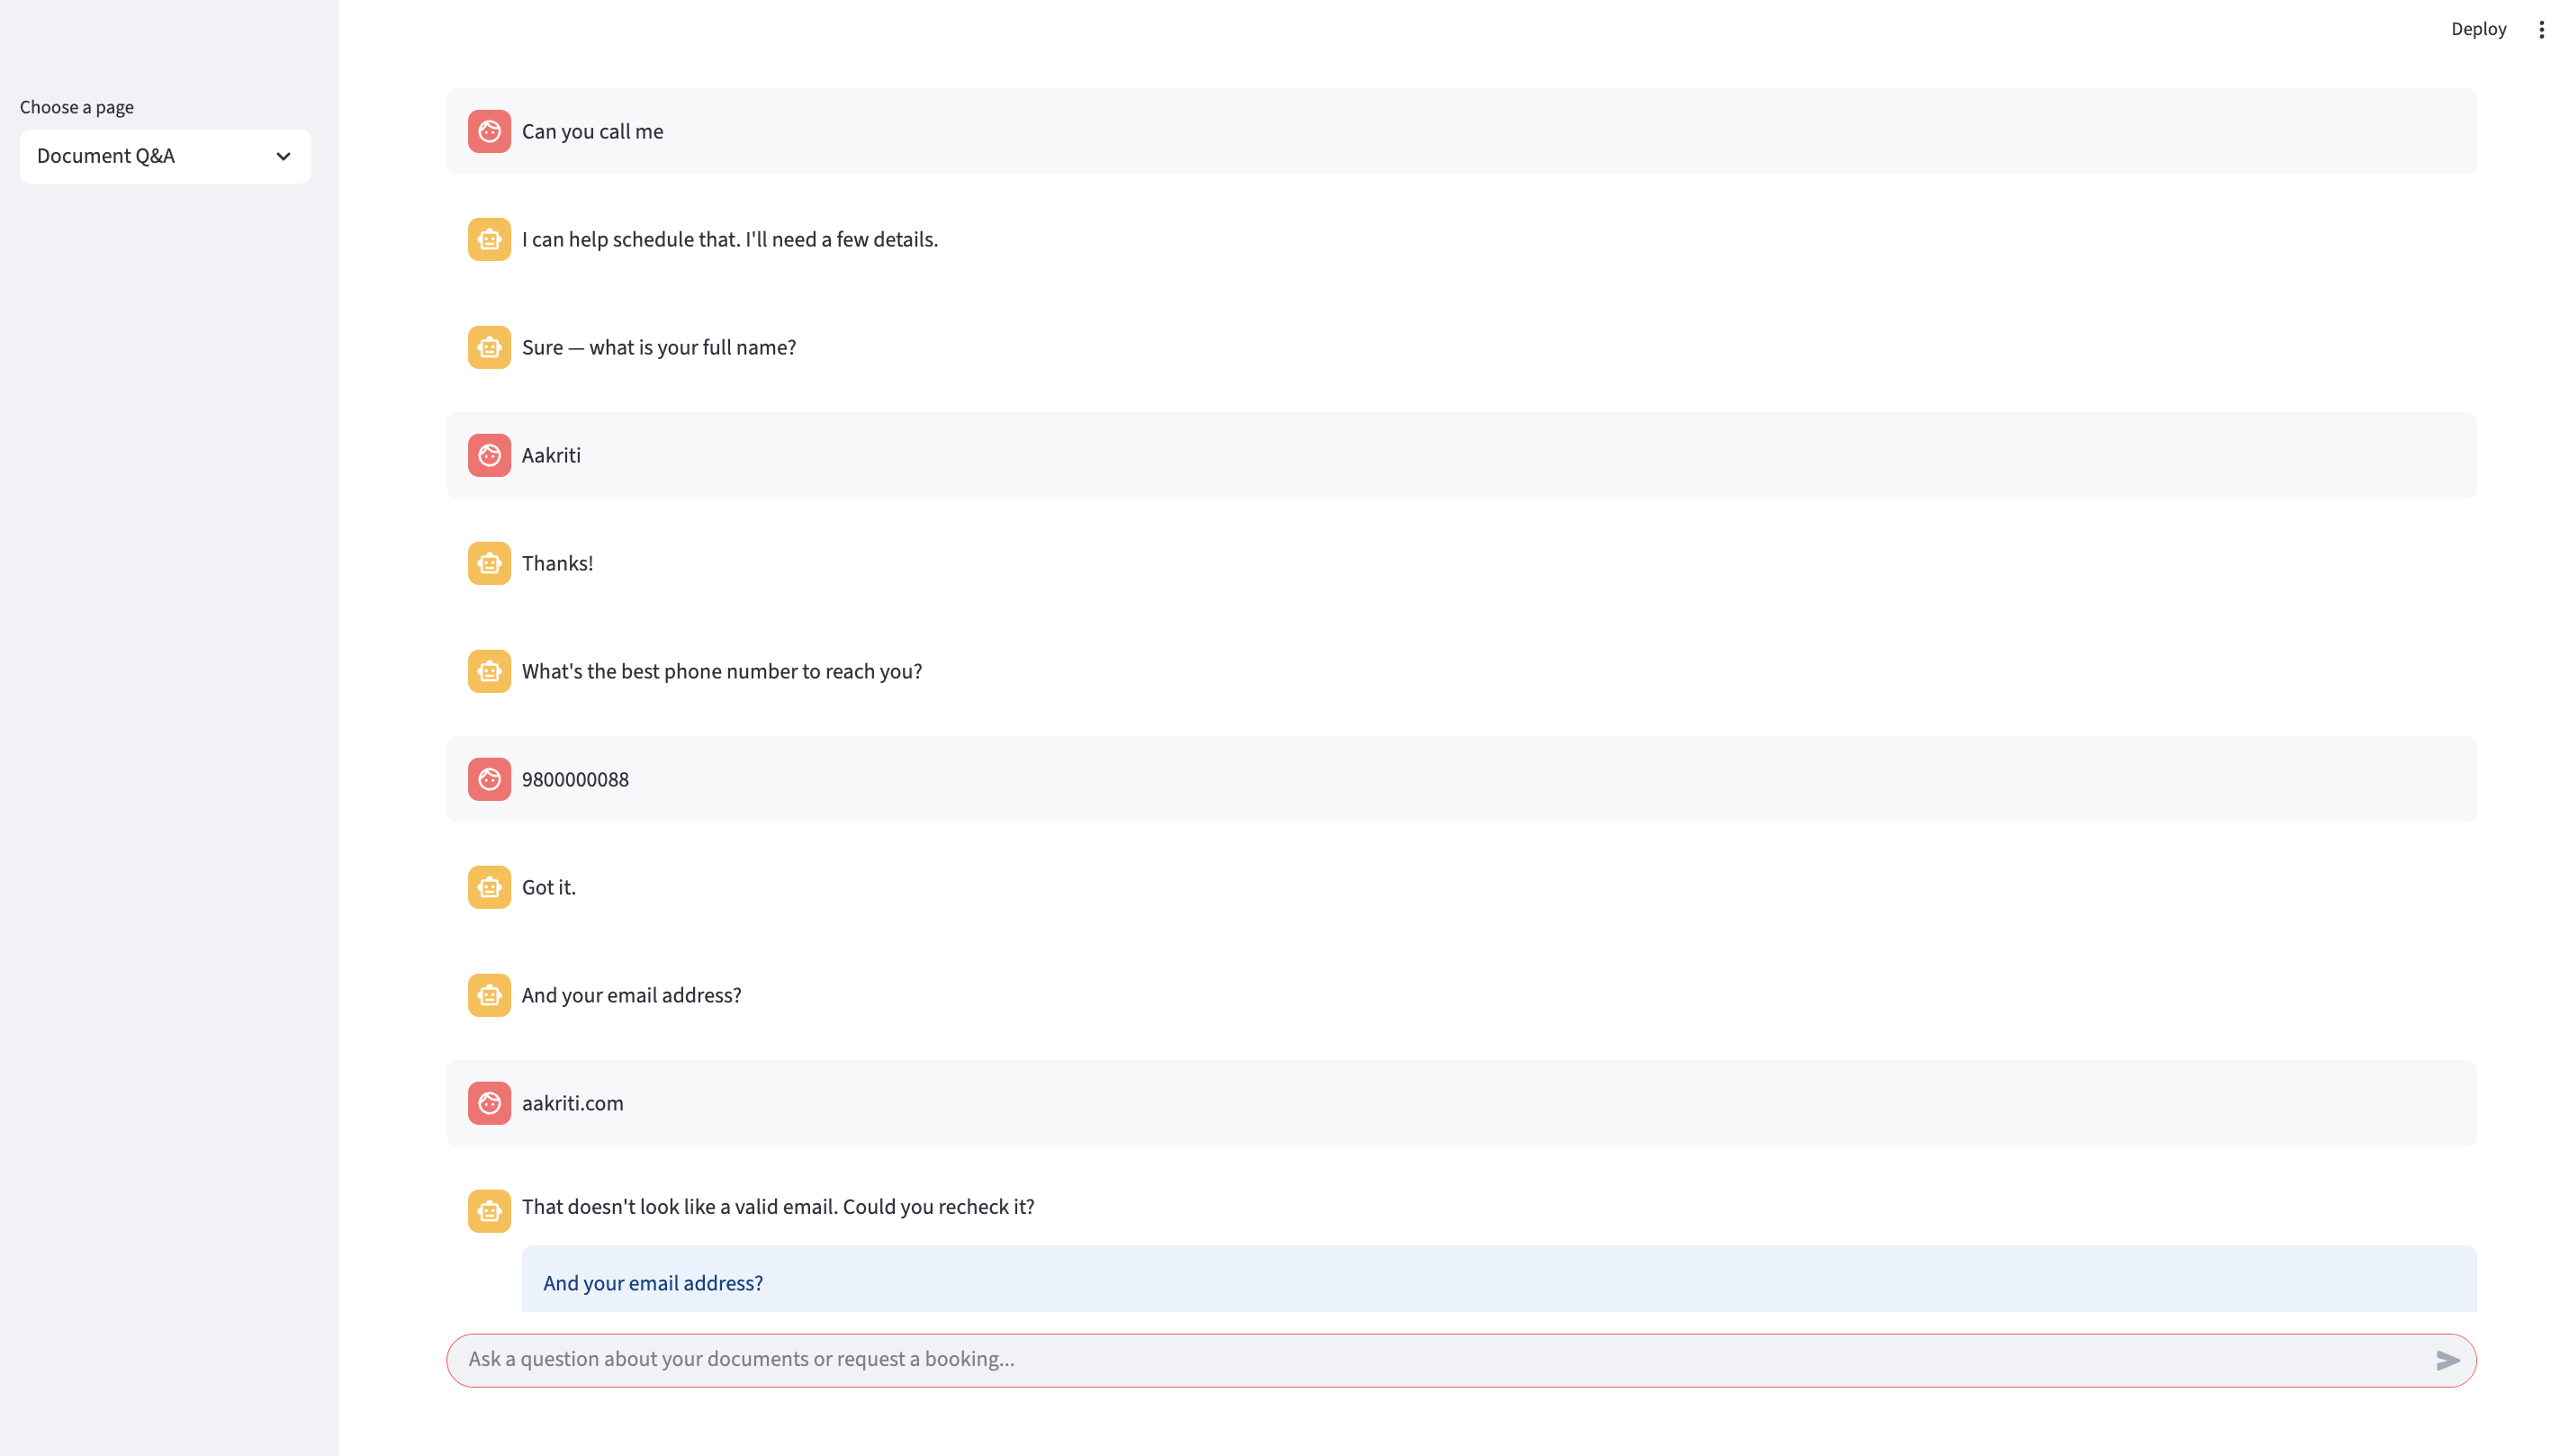 Deploy
Choose a page
Document Q&A
Can you call me
I can help schedule that. I'll need a few details.
Sure — what is your full name?
Aakriti
Thanks!
What's the best phone number to reach you?
9800000088
Got it.
And your email address?
aakriti.com
That doesn't look like a valid email. Could you recheck it?
And your email address?
Ask a question about your documents or request a booking...